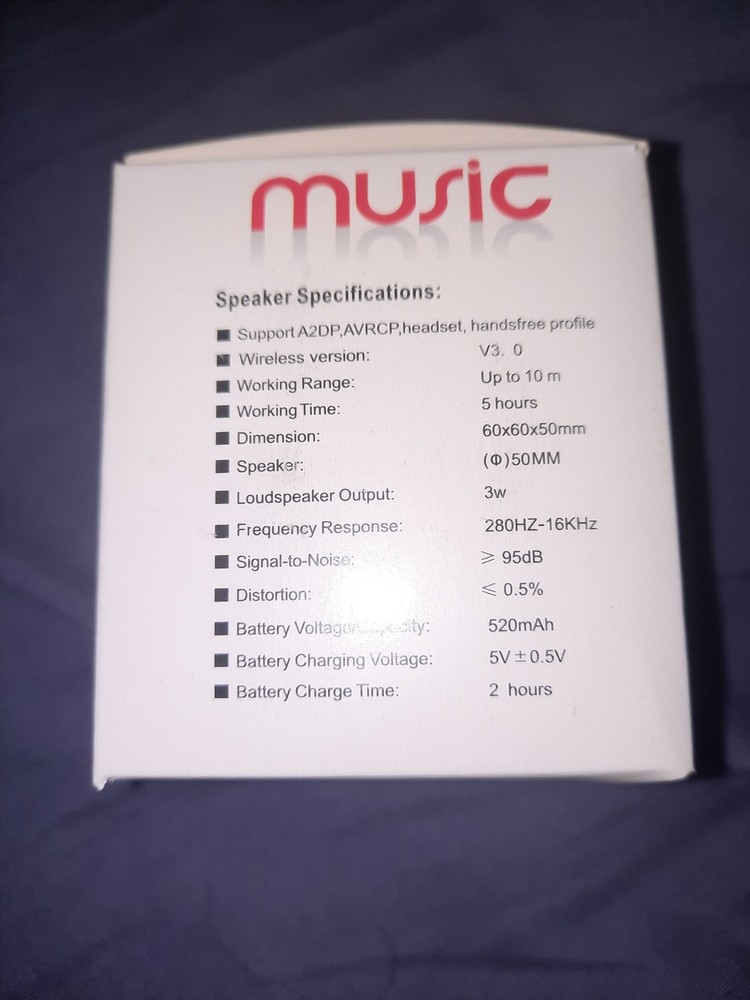 music
Speaker Specifications:
■ Support A2DP,AVRCP,headset, handsfree profile
■ Wireless version: V3. 0
■ Working Range: Up to 10 m
■ Working Time: 5 hours
■ Dimension: 60x60x50mm
■ Speaker: (Φ)50MM
■ Loudspeaker Output: 3w
■ Frequency Response: 280HZ-16KHz
■ Signal-to-Noise: ≥ 95dB
■ Distortion: ≤ 0.5%
■ Battery Voltage/Capacity: 520mAh
■ Battery Charging Voltage: 5V±0.5V
■ Battery Charge Time: 2 hours